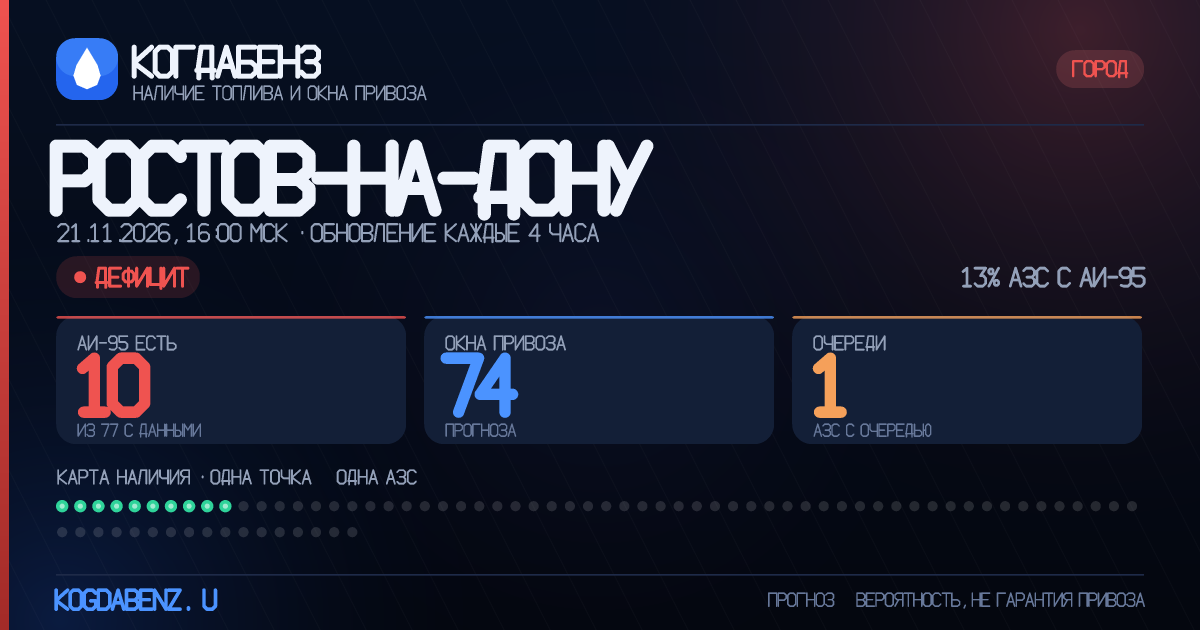 КОГДАБЕНЗ
НАЛИЧИЕ ТОПЛИВА И ОКНА ПРИВОЗА
ГОРОД
РОСТОВ-НА-ДОНУ
21.11.2026, 16:00 МСК · ОБНОВЛЕНИЕ КАЖДЫЕ 4 ЧАСА
ДЕФИЦИТ
13% АЗС С АИ-95
АИ-95 ЕСТЬ
10
ИЗ 77 С ДАННЫМИ
ОКНА ПРИВОЗА
74
ПРОГНОЗА
ОЧЕРЕДИ
1
АЗС С ОЧЕРЕДЬЮ
КАРТА НАЛИЧИЯ · ОДНА ТОЧКА ОДНА АЗС
KOGDABENZ. U
ПРОГНОЗ ВЕРОЯТНОСТЬ, НЕ ГАРАНТИЯ ПРИВОЗА